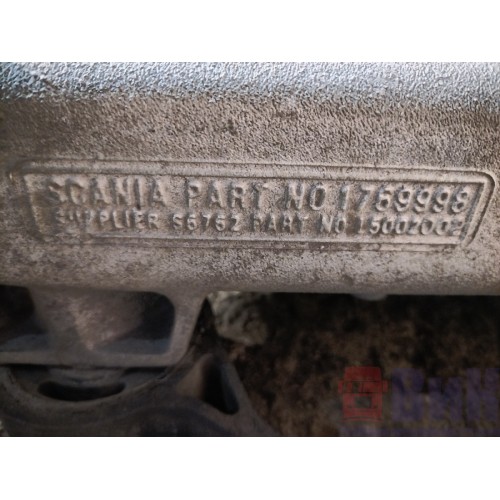 SCANIA PART NO 1769998
SUPPLIER S6752 PART NO 15002002